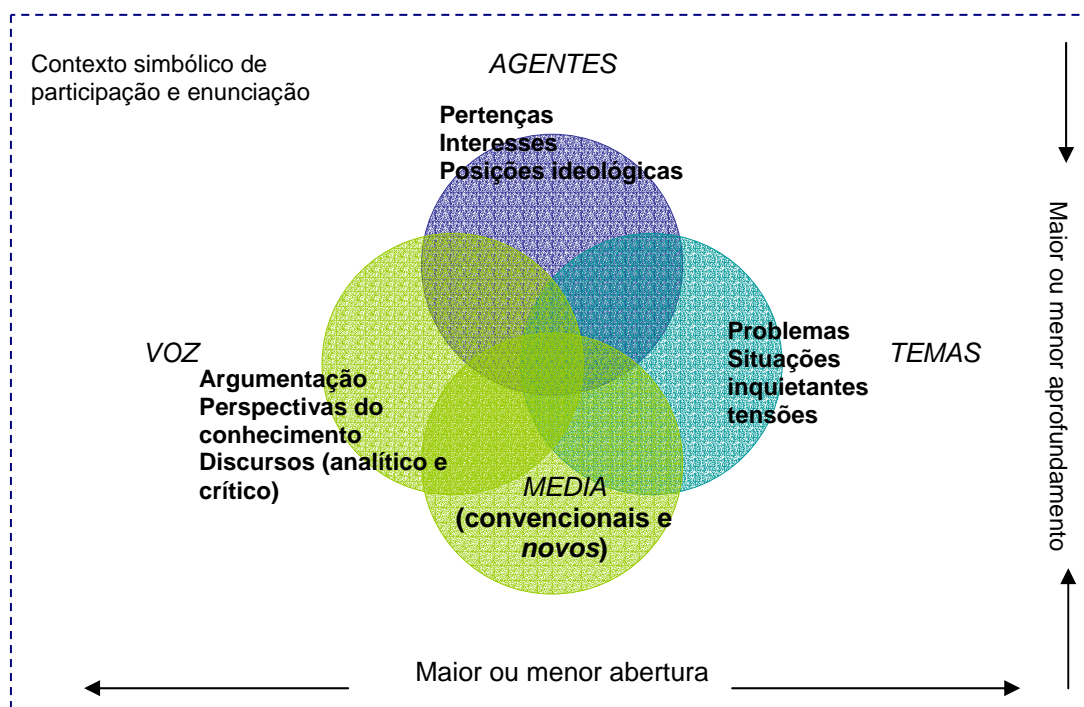 Contexto simbólico de
participação e enunciação
AGENTES
Pertenças
Interesses
Posições ideológicas
VOZ
Argumentação
Perspectivas do
conhecimento
Discursos (analítico e
crítico)
Problemas
Situações
inquietantes
tensões
TEMAS
MEDIA
(convencionais e
novos)
Maior ou menor aprofundamento
Maior ou menor abertura